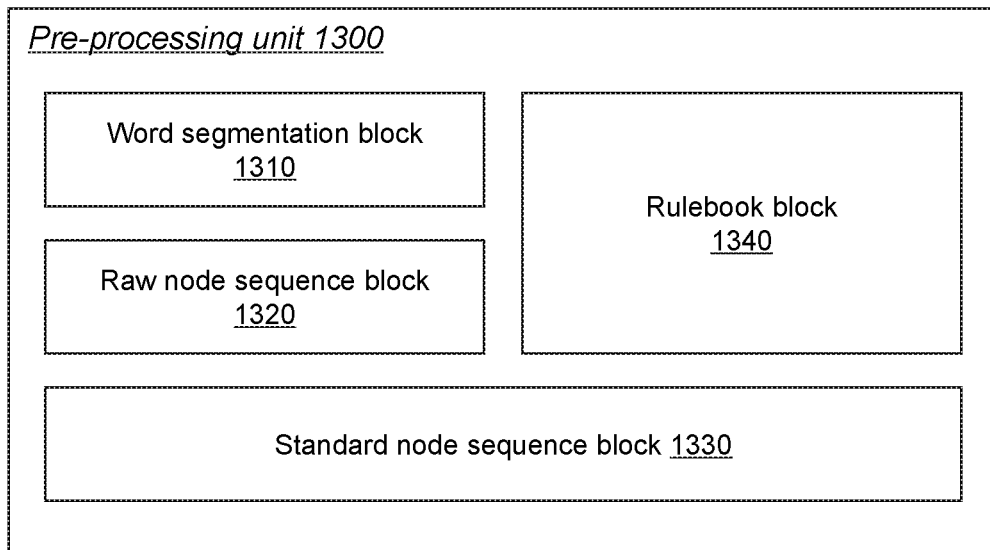 Pre-processing unit 1300
Word segmentation block
1310
Raw node sequence block
1320
Rulebook block
1340
Standard node sequence block 1330